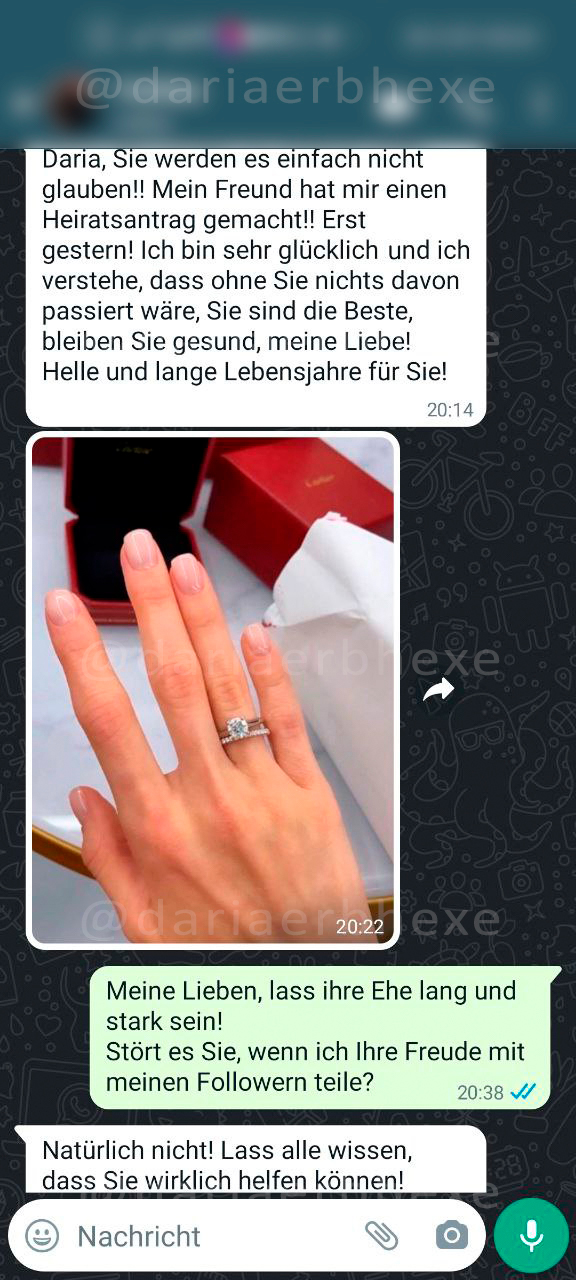 @dariaerbhexe
Daria, Sie werden es einfach nicht
glauben!! Mein Freund hat mir einen
Heiratsantrag gemacht!! Erst
gestern! Ich bin sehr glücklich und ich
verstehe, dass ohne Sie nichts davon
passiert wäre, Sie sind die Beste,
bleiben Sie gesund, meine Liebe!
Helle und lange Lebensjahre für Sie!
20:14
Cartier
@dariaerbhexe
@dariaerbhexe
20:22
Meine Lieben, lass ihre Ehe lang und
stark sein!
Stört es Sie, wenn ich Ihre Freude mit
meinen Followern teile?
20:38
Natürlich nicht! Lass alle wissen,
dass Sie wirklich helfen können!
Nachricht